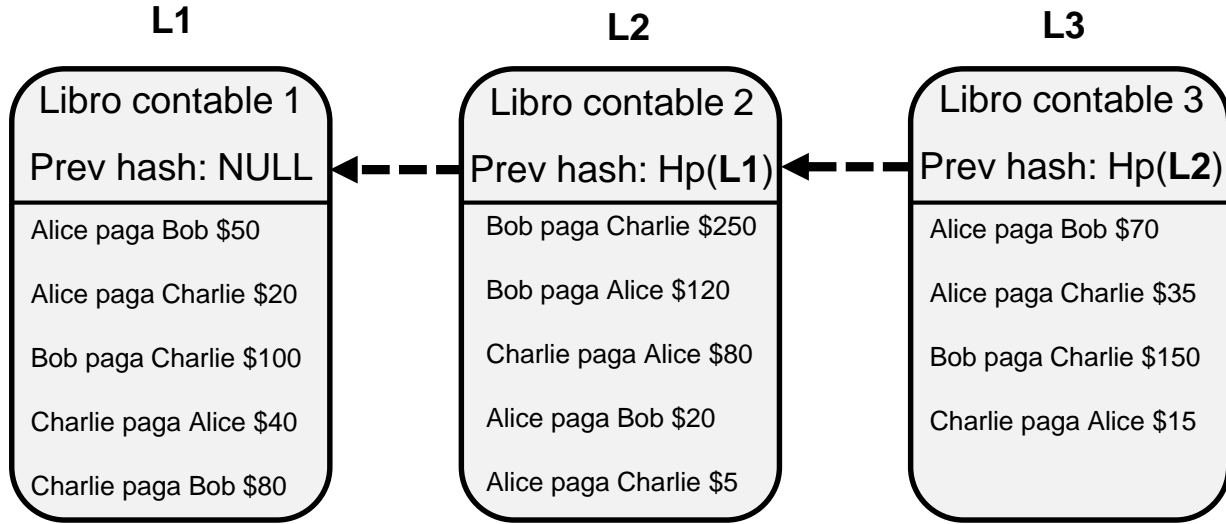 L1
Libro contable 1
Prev hash: NULL
Alice paga Bob $50
Alice paga Charlie $20
Bob paga Charlie $100
Charlie paga Alice $40
Charlie paga Bob $80
L2
Libro contable 2
Prev hash: Hp(L1)
Bob paga Charlie $250
Bob paga Alice $120
Charlie paga Alice $80
Alice paga Bob $20
Alice paga Charlie $5
L3
Libro contable 3
Prev hash: Hp(L2)
Alice paga Bob $70
Alice paga Charlie $35
Bob paga Charlie $150
Charlie paga Alice $15